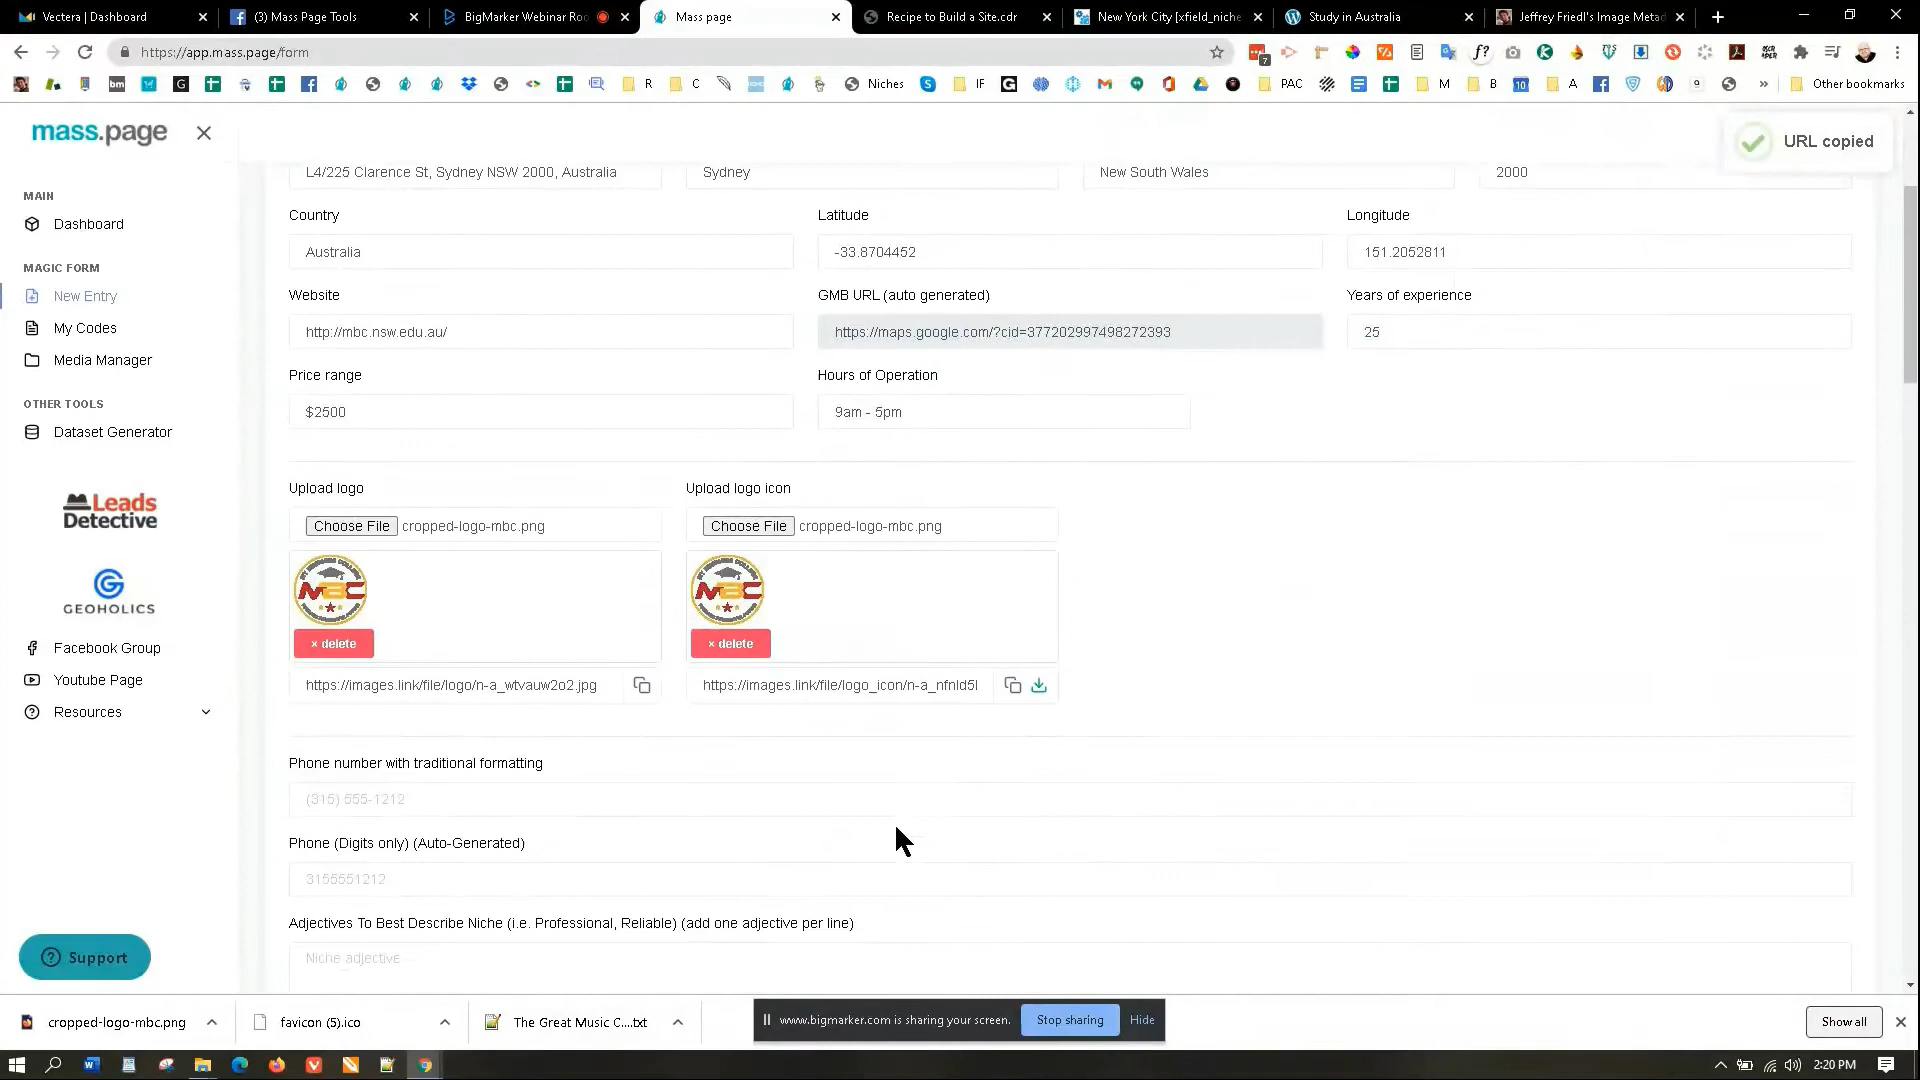 Vectera | Dashboard
(3) Mass Page Tools
BigMarker Webinar Roo
Mass page
Recipe to Build a Site.cdr
New York City [xfield_niche
Study in Australia
Jeffrey Friedl's Image Metad
https://app.mass.page/form
f?
7
bm
G
R
C
Niches
IF
G
PAC
M
B
10
A
9
»
Other bookmarks
mass.page
URL copied
L4/225 Clarence St, Sydney NSW 2000, Australia
Sydney
New South Wales
2000
MAIN
Dashboard
MAGIC FORM
New Entry
My Codes
Media Manager
OTHER TOOLS
Dataset Generator
Leads
Detective
GEOHOLICS
Facebook Group
Youtube Page
Resources
Support
Country
Latitude
Longitude
Australia
-33.8704452
151.2052811
Website
GMB URL (auto generated)
Years of experience
http://mbc.nsw.edu.au/
https://maps.google.com/?cid=377202997498272393
25
Price range
Hours of Operation
$2500
9am - 5pm
Upload logo
Upload logo icon
Choose File cropped-logo-mbc.png
Choose File cropped-logo-mbc.png
MBC
MBC
× delete
× delete
https://images.link/file/logo/n-a_wtvauw2o2.jpg
https://images.link/file/logo_icon/n-a_nfnld5l
Phone number with traditional formatting
(315) 555-1212
Phone (Digits only) (Auto-Generated)
3155551212
Adjectives To Best Describe Niche (i.e. Professional, Reliable) (add one adjective per line)
Niche adjective
cropped-logo-mbc.png
favicon (5).ico
The Great Music C....txt
www.bigmarker.com is sharing your screen.
Stop sharing
Hide
Show all
2:20 PM